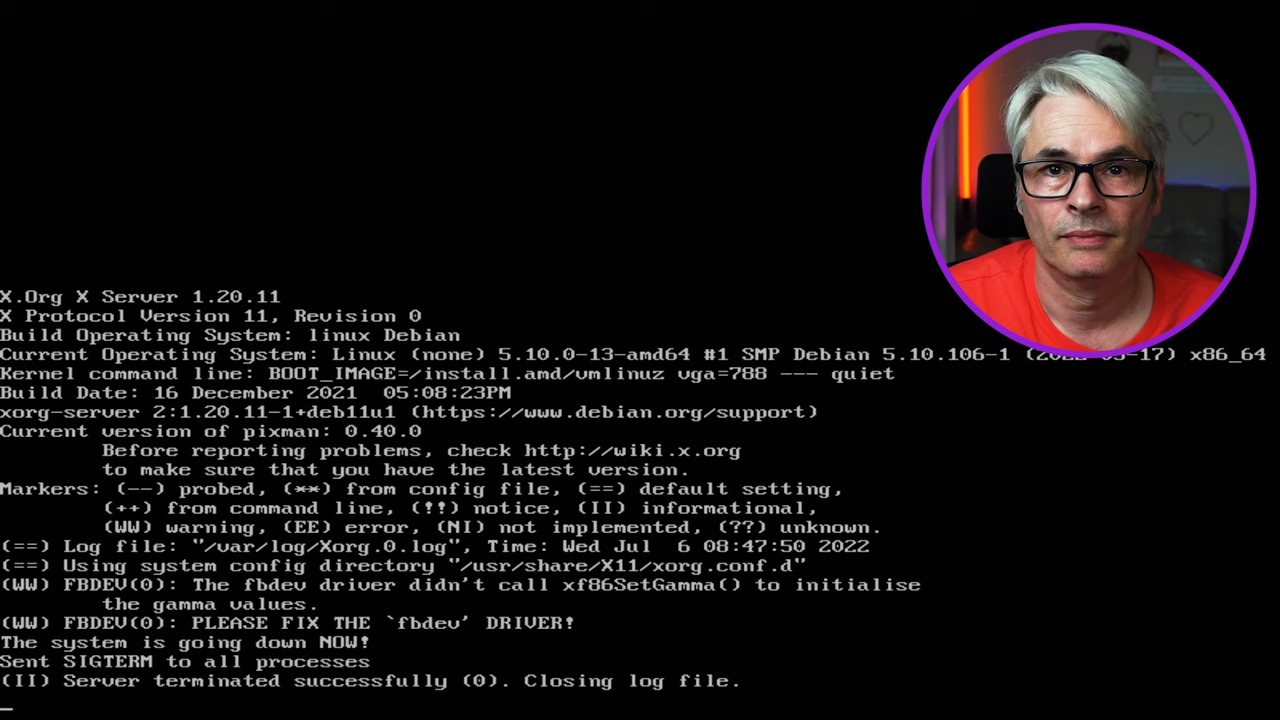 X.Org X Server 1.20.11
X Protocol Version 11, Revision 0
Build Operating System: linux Debian
Current Operating System: Linux (none) 5.10.0-13-amd64 #1 SMP Debian 5.10.106-1 x86_64
Kernel command line: BOOT_IMAGE=/install.amd/vmlinuz vga=788 --- quiet
Build Date: 16 December 2021  05:08:23PM
xorg-server 2:1.20.11-1+deb11u1 (https://www.debian.org/support)
Current version of pixman: 0.40.0
Before reporting problems, check http://wiki.x.org
to make sure that you have the latest version.
Markers: (--) probed, (**) from config file, (==) default setting,
(++) from command line, (!!) notice, (II) informational,
(WW) warning, (EE) error, (NI) not implemented, (??) unknown.
(==) Log file: "/var/log/Xorg.0.log", Time: Wed Jul  6 08:47:50 2022
(==) Using system config directory "/usr/share/X11/xorg.conf.d"
(WW) FBDEV(0): The fbdev driver didn't call xf86SetGamma() to initialise
the gamma values.
(WW) FBDEV(0): PLEASE FIX THE `fbdev' DRIVER!
The system is going down NOW!
Sent SIGTERM to all processes
(II) Server terminated successfully (0). Closing log file.